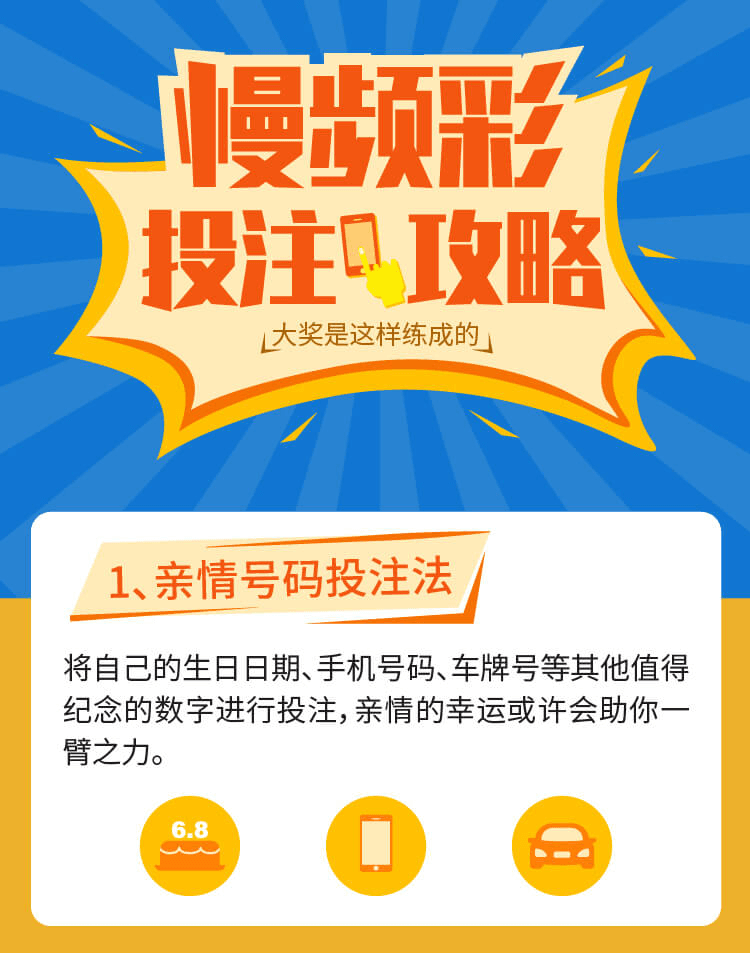 慢频彩
投注攻略
大奖是这样练成的
1、亲情号码投注法
将自己的生日日期、手机号码、车牌号等其他值得
纪念的数字进行投注，亲情的幸运或许会助你一
臂之力。
6.8